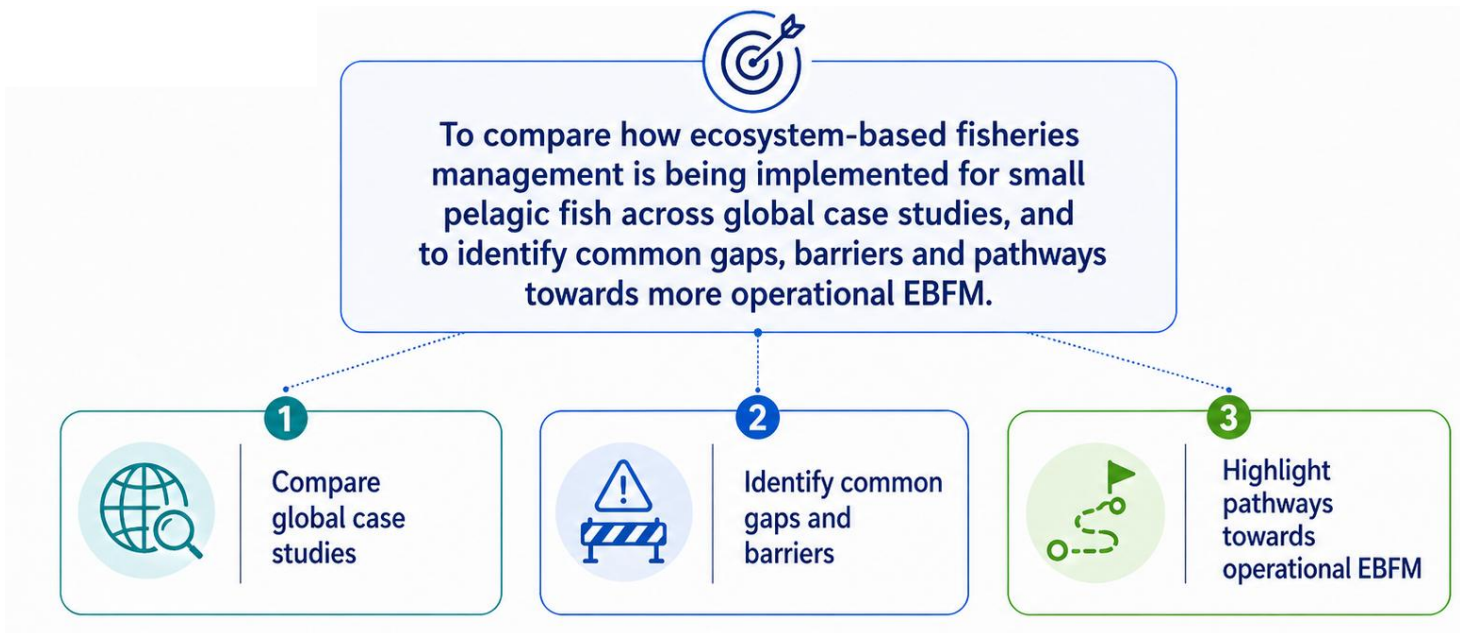 To compare how ecosystem-based fisheries
management is being implemented for small
pelagic fish across global case studies, and
to identify common gaps, barriers and pathways
towards more operational EBFM.
1
Compare
global case
studies
2
Identify common
gaps and
barriers
3
Highlight
pathways
towards
operational EBFM